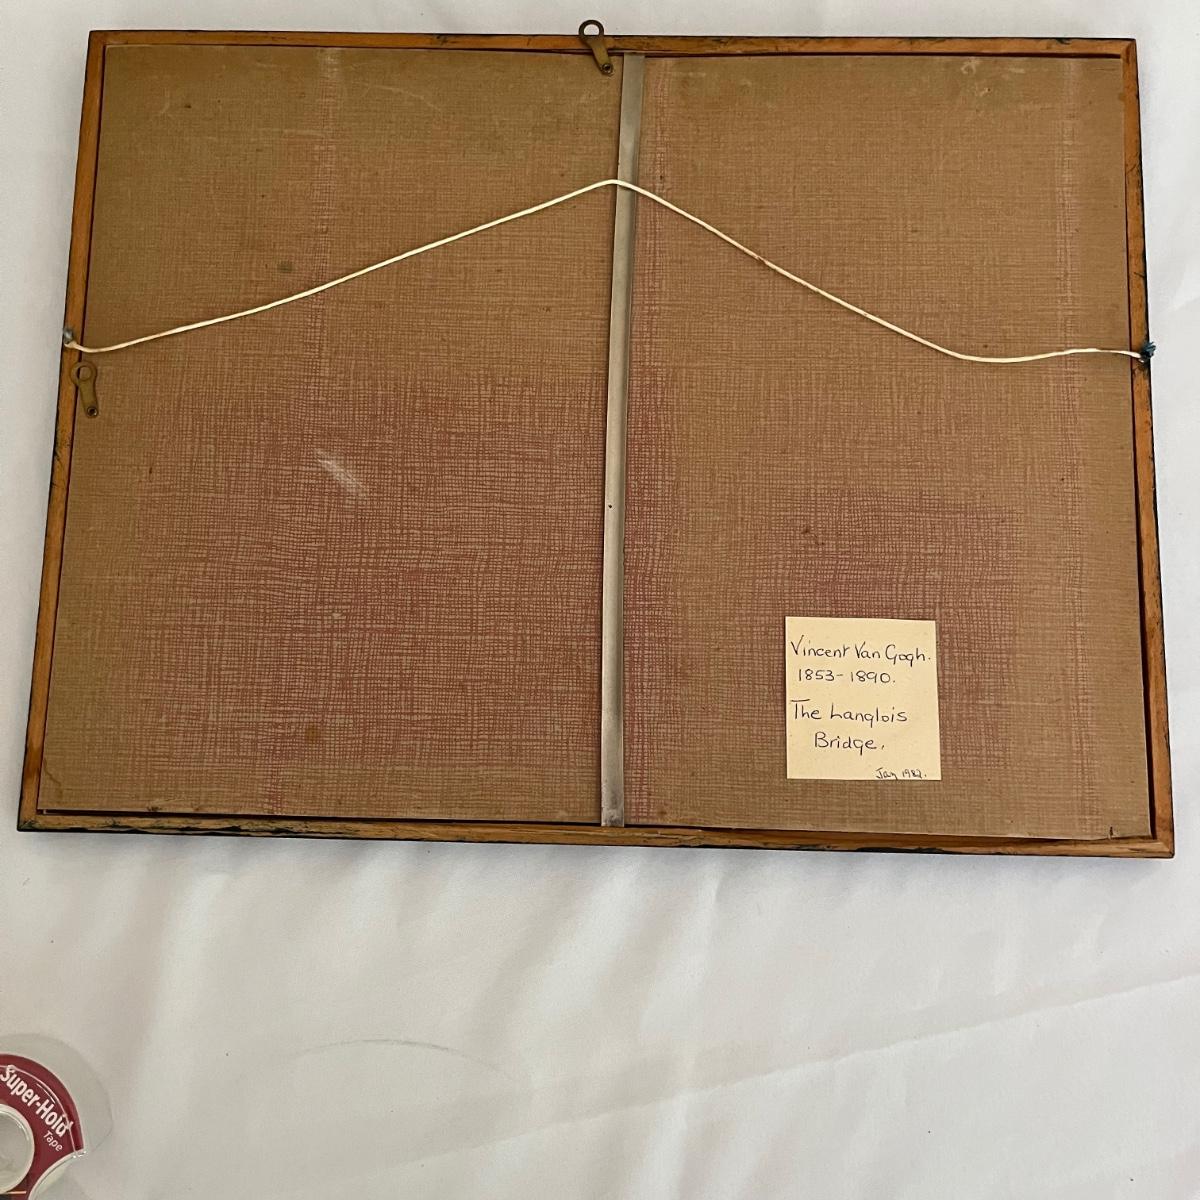 Vincent Van Gogh.
1853-1890.
The Langlois
Bridge.
Jan 1982.
Super-Hold
Tape